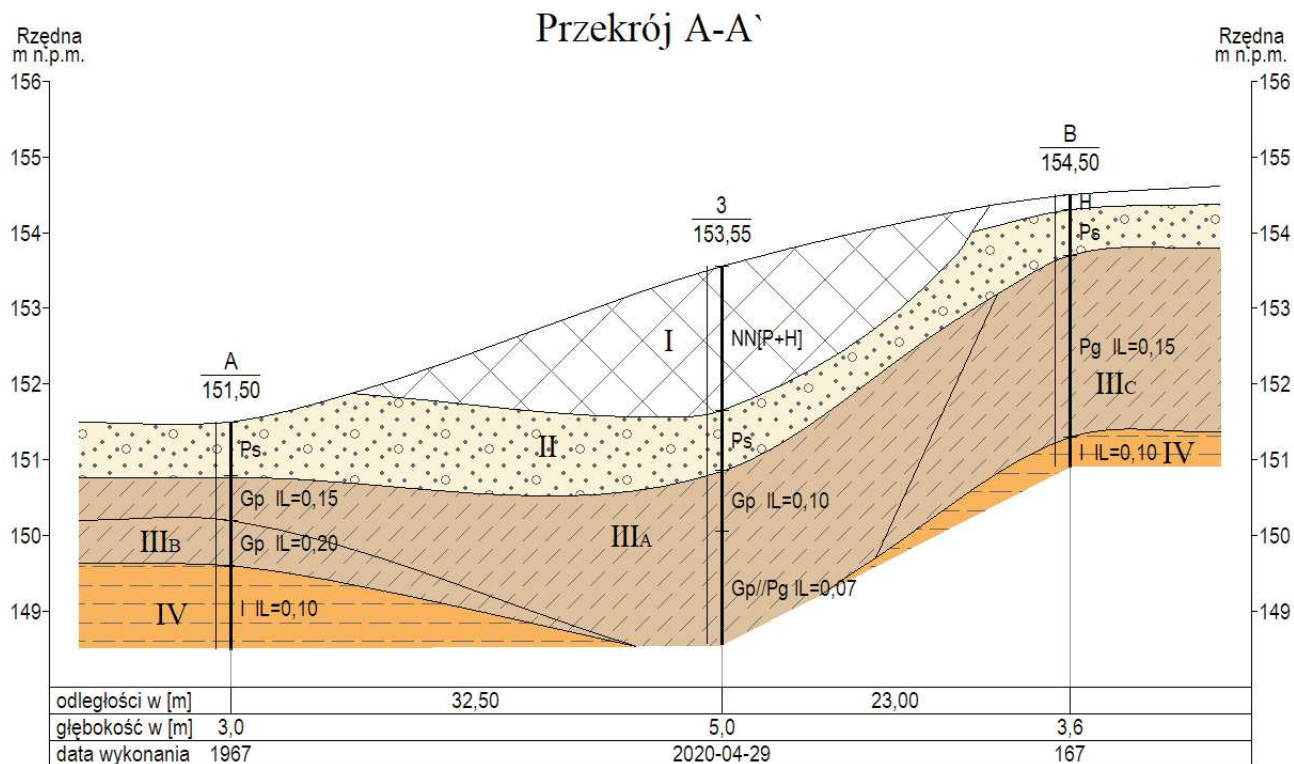 Przekrój A-A`
Rzędna
m n.p.m.
Rzędna
m n.p.m.
156
156
155
B
155
154,50
3
H
154
153,55
Ps
154
153
I
NN[P+H]
153
A
Pg IL=0,15
152
151,50
IIIC
152
Ps
II
Ps
I IL=0,10 IV
151
151
Gp IL=0,15
Gp IL=0,10
150
IIIB
Gp IL=0,20
IIIA
150
Gp//Pg IL=0,07
149
IV
I IL=0,10
149
odległości w [m] 32,50 23,00
głębokość w [m] 3,0 5,0 3,6
data wykonania 1967 2020-04-29 167